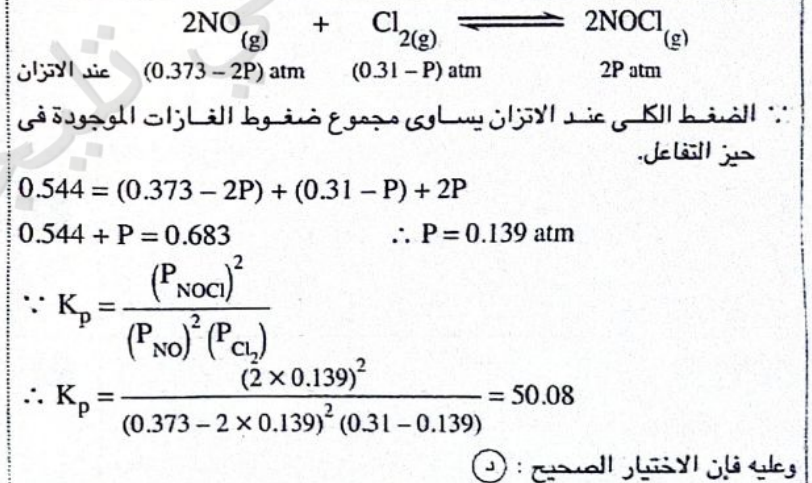 2NO(g) + Cl2(g) ⇌ 2NOCl(g)
عند الاتزان (0.373 – 2P) atm (0.31 – P) atm 2P atm
∵ الضغط الكلى عند الاتزان يساوى مجموع ضغوط الغازات الموجودة فى
حيز التفاعل.
0.544 = (0.373 – 2P) + (0.31 – P) + 2P
0.544 + P = 0.683 ∴ P = 0.139 atm
∵ Kp = (PNOCl)² / (PNO)² (PCl2)
∴ Kp = (2 × 0.139)² / (0.373 – 2 × 0.139)² (0.31 – 0.139) = 50.08
وعليه فإن الاختيار الصحيح : (د)